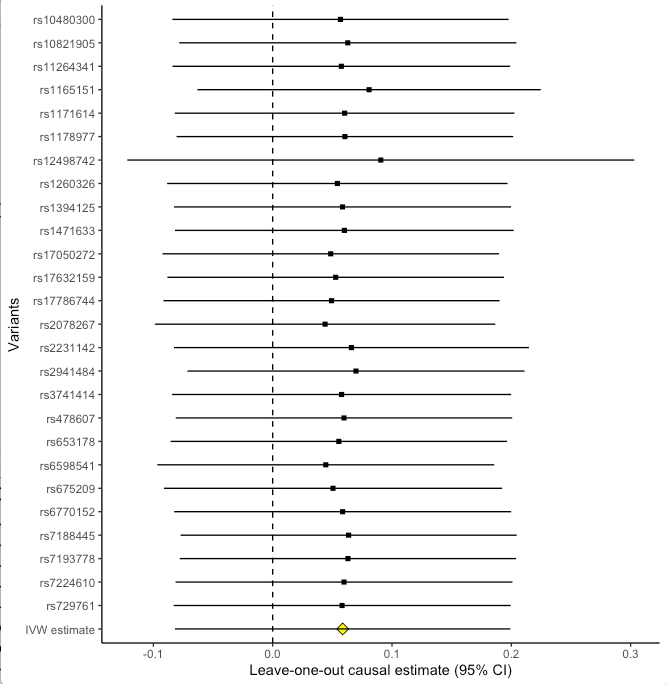 Variants
rs10480300
rs10821905
rs11264341
rs1165151
rs1171614
rs1178977
rs12498742
rs1260326
rs1394125
rs1471633
rs17050272
rs17632159
rs17786744
rs2078267
rs2231142
rs2941484
rs3741414
rs478607
rs653178
rs6598541
rs675209
rs6770152
rs7188445
rs7193778
rs7224610
rs729761
IVW estimate
-0.1 0.0 0.1 0.2 0.3
Leave-one-out causal estimate (95% CI)